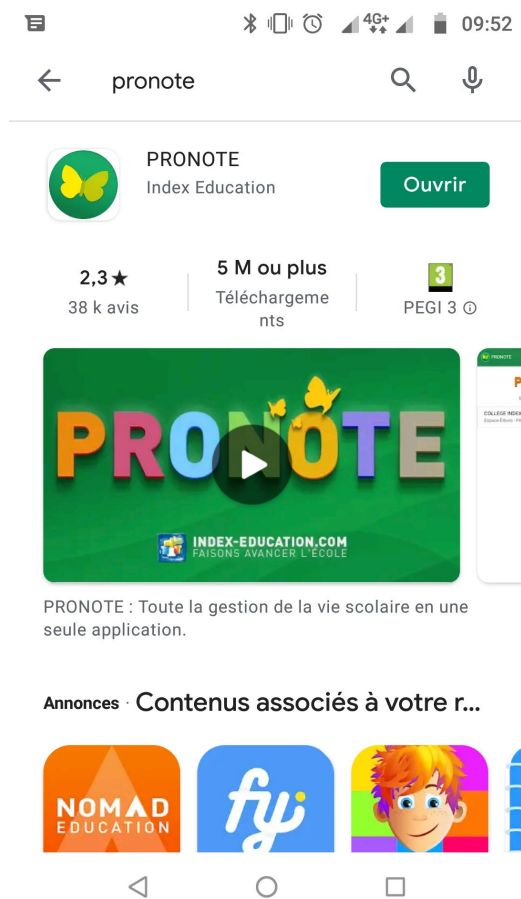 4G+ 09:52
pronote
PRONOTE
Index Education
Ouvrir
2,3★
38 k avis
5 M ou plus
Téléchargeme
nts
3
PEGI 3
PRONOTE
INDEX-EDUCATION.COM
FAISONS AVANCER L'ÉCOLE
PRONOTE
PRONOTE : Toute la gestion de la vie scolaire en une
seule application.
Annonces · Contenus associés à votre r...
NOMAD
EDUCATION
fyi